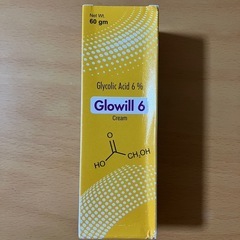 Net Wt.
60 gm
Glycolic Acid 6 %
Glowill 6
Cream
O
HO
CH₂OH